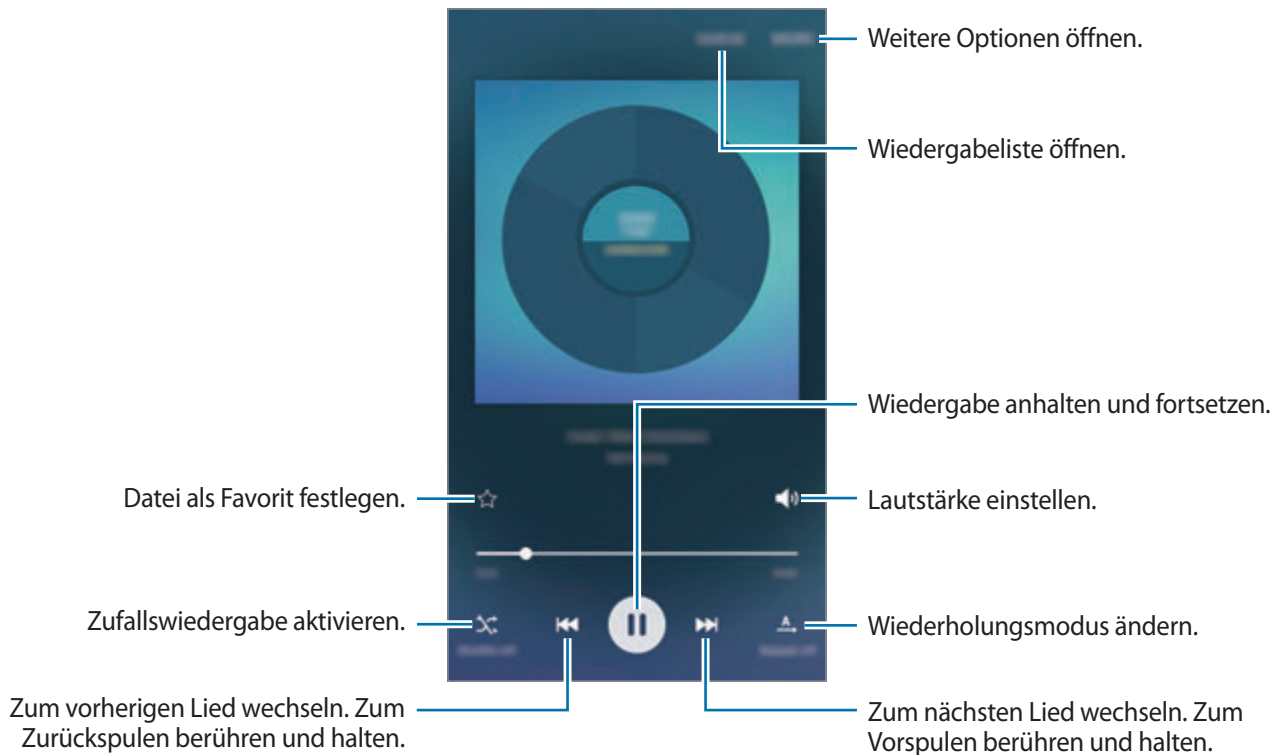 Weitere Optionen öffnen.
Wiedergabeliste öffnen.
Wiedergabe anhalten und fortsetzen.
Datei als Favorit festlegen.
Lautstärke einstellen.
Zufallswiedergabe aktivieren.
Wiederholungsmodus ändern.
Zum vorherigen Lied wechseln. Zum
Zurückspulen berühren und halten.
Zum nächsten Lied wechseln. Zum
Vorspulen berühren und halten.